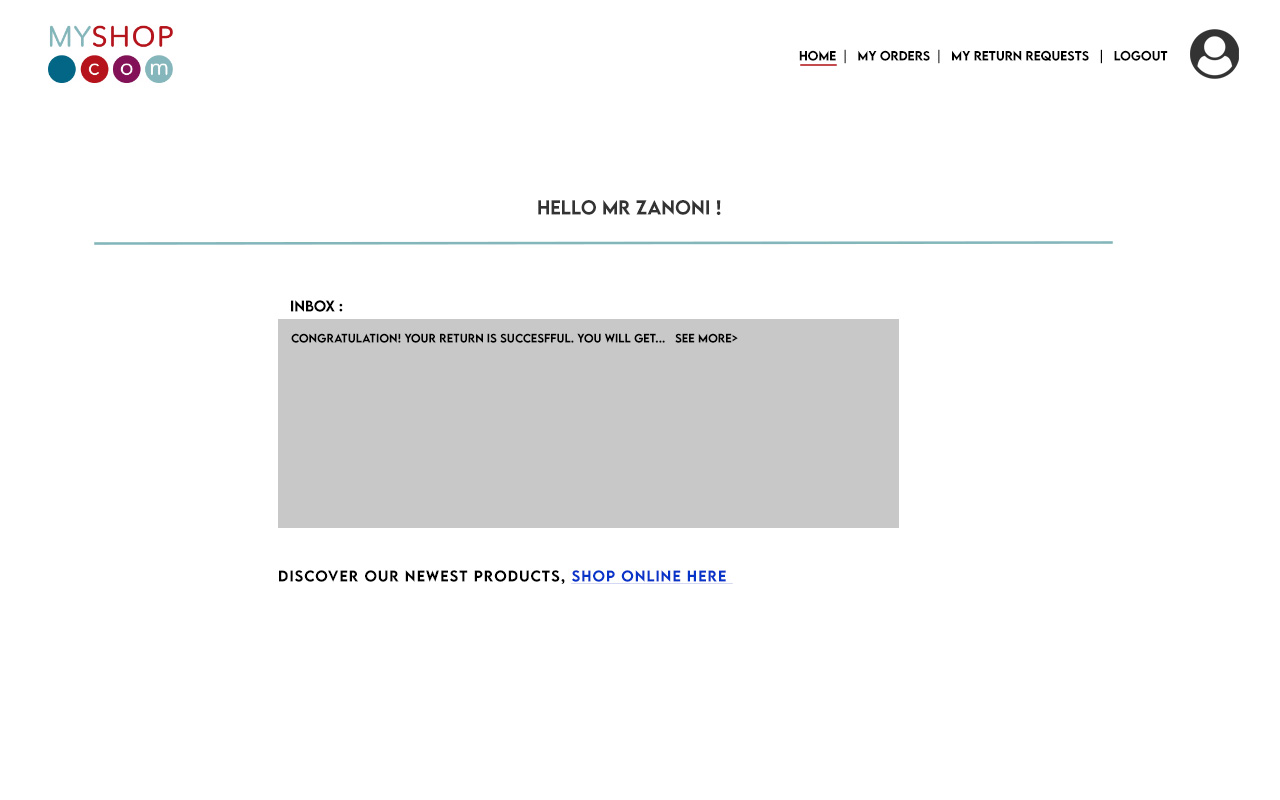 MYSHOP
com
HOME | MY ORDERS | MY RETURN REQUESTS | LOGOUT
HELLO MR ZANONI !
INBOX :
CONGRATULATION! YOUR RETURN IS SUCCESFFUL. YOU WILL GET... SEE MORE>
DISCOVER OUR NEWEST PRODUCTS, SHOP ONLINE HERE